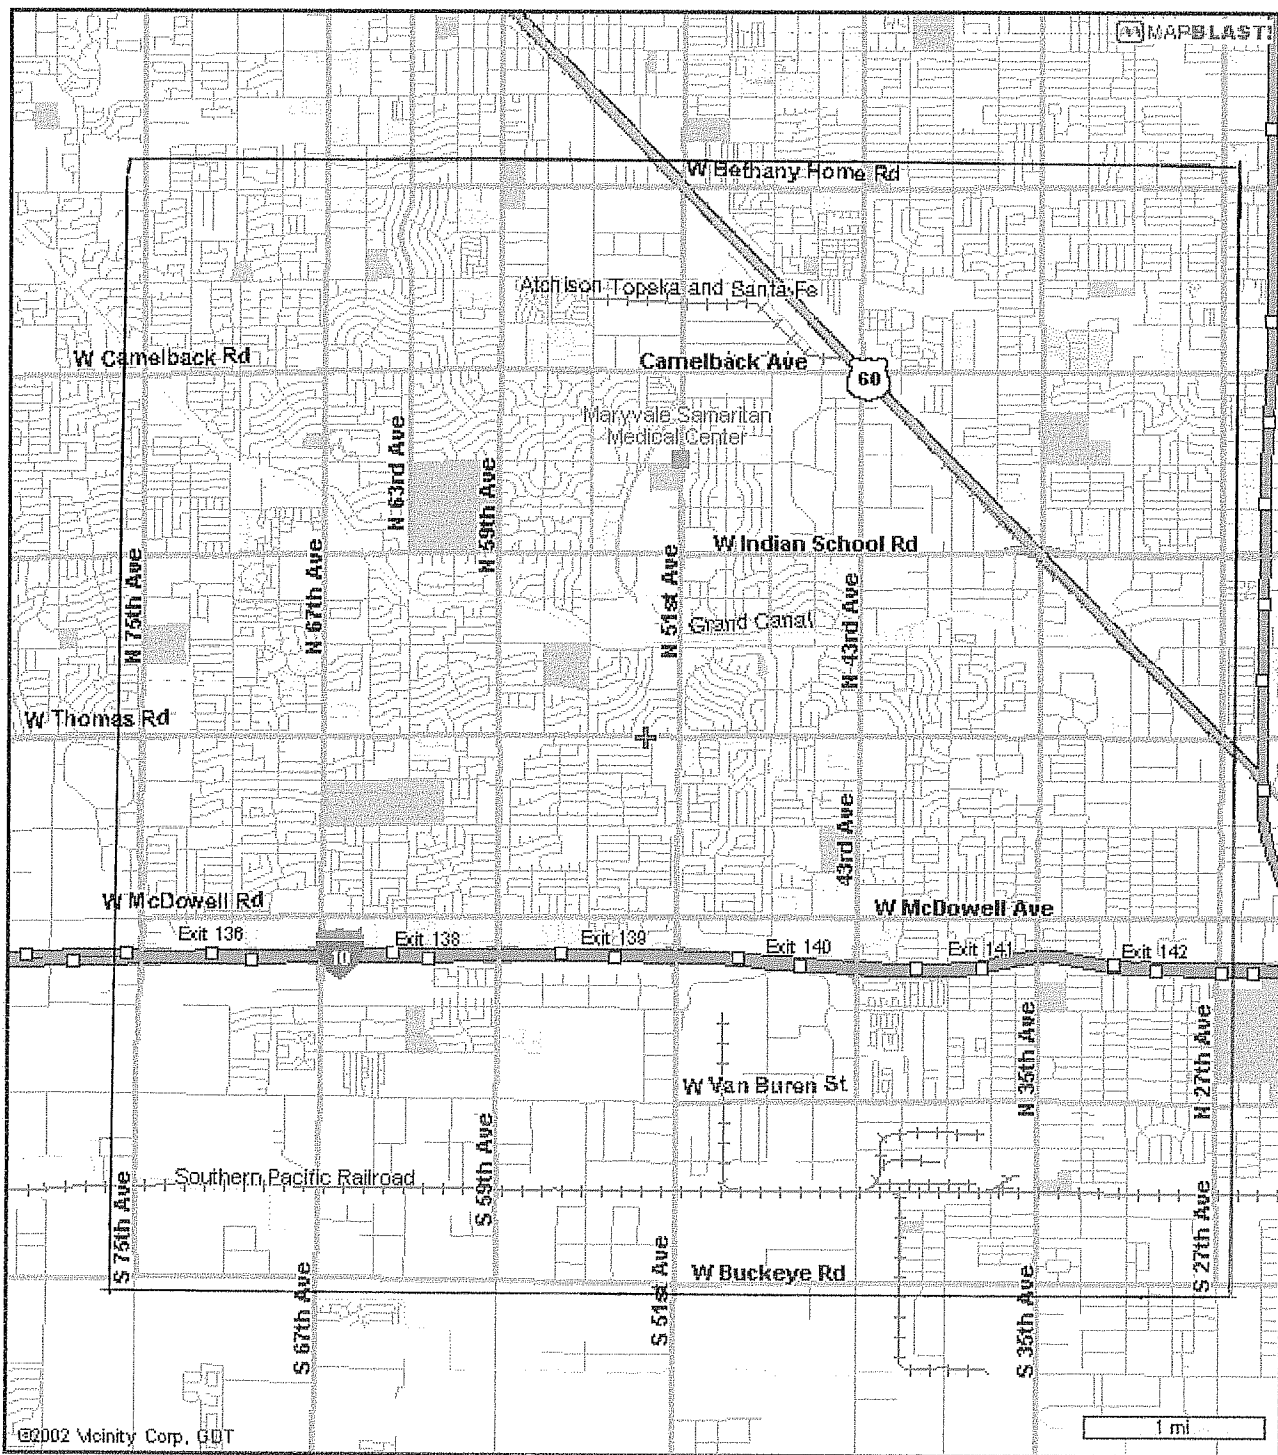 MAPBLAST!
W Bethany Home Rd
Atchison Topeka and Santa Fe
W Camelback Rd
Camelback Ave
60
Maryvale Samaritan
Medical Center
N 63rd Ave
N 59th Ave
W Indian School Rd
N 75th Ave
N 67th Ave
N 51st Ave
N 43rd Ave
Grand Canal
W Thomas Rd
43rd Ave
W McDowell Rd
W McDowell Ave
Exit 136
Exit 138
Exit 139
Exit 140
Exit 141
Exit 142
10
N 35th Ave
N 27th Ave
W Van Buren St
S 59th Ave
Southern Pacific Railroad
S 75th Ave
S 27th Ave
W Buckeye Rd
S 67th Ave
S 51st Ave
S 35th Ave
©2002 Vicinity Corp, GDT
1 mi